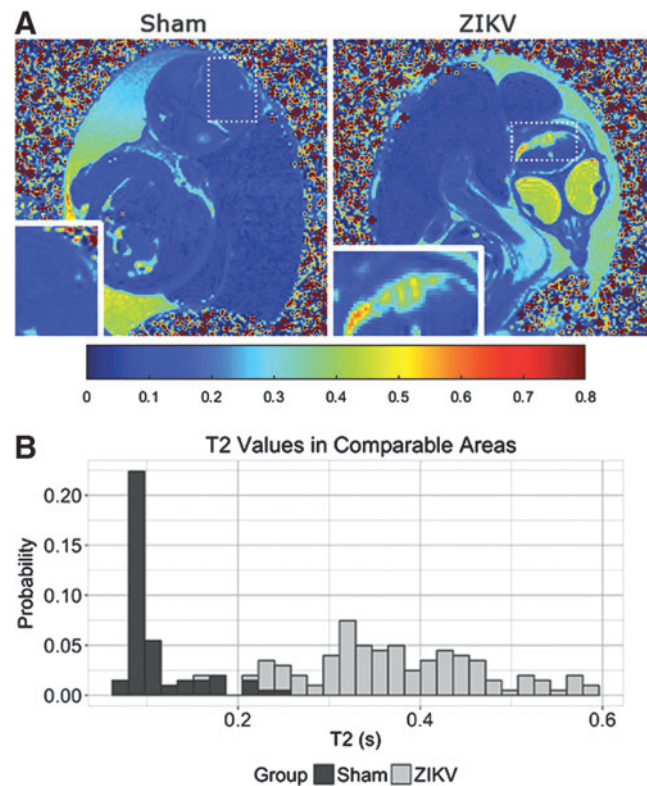 A
Sham
ZIKV
0 0.1 0.2 0.3 0.4 0.5 0.6 0.7 0.8
B
T2 Values in Comparable Areas
Probability
0.20
0.15
0.10
0.05
0.00
0.2 0.4 0.6
T2 (s)
Group Sham ZIKV